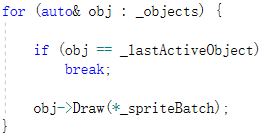 for (auto& obj : _objects) {
if (obj == _lastActiveObject)
break;
obj->Draw(*_spriteBatch);
}